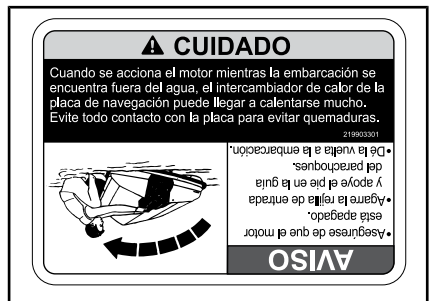 ⚠ CUIDADO
Cuando se acciona el motor mientras la embarcación se
encuentra fuera del agua, el intercambiador de calor de la
placa de navegación puede llegar a calentarse mucho.
Evite todo contacto con la placa para evitar quemaduras.
219903301
AVISO
•Asegúrese de que el motor
está apagado.
•Agarre la rejilla de entrada
y apoye el pie en la guía
del parachoques.
•Dé la vuelta a la embarcación.